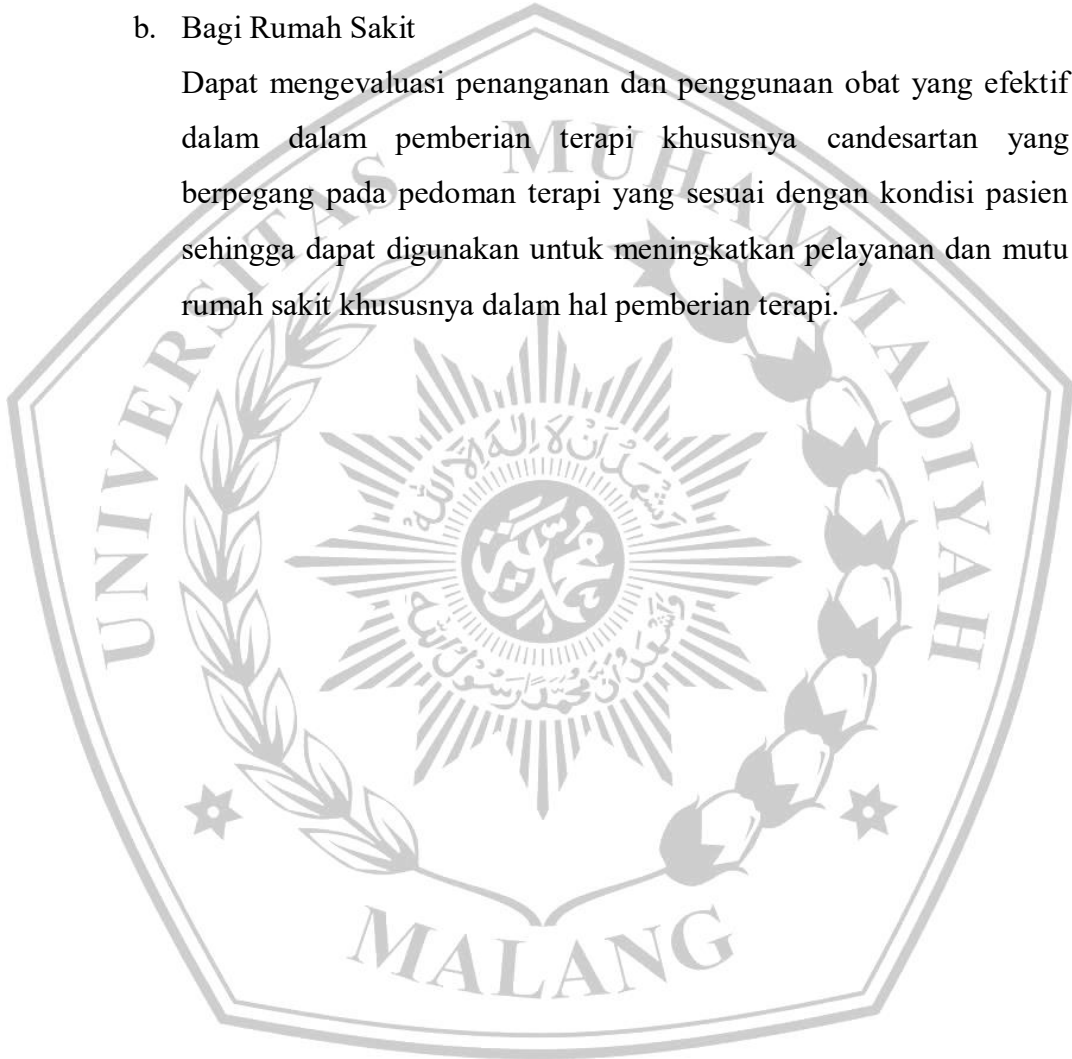 b. Bagi Rumah Sakit
Dapat mengevaluasi penanganan dan penggunaan obat yang efektif
dalam dalam pemberian terapi khususnya candesartan yang
berpegang pada pedoman terapi yang sesuai dengan kondisi pasien
sehingga dapat digunakan untuk meningkatkan pelayanan dan mutu
rumah sakit khususnya dalam hal pemberian terapi.
UNIVERSITAS MUHAMMADIYAH
MALANG